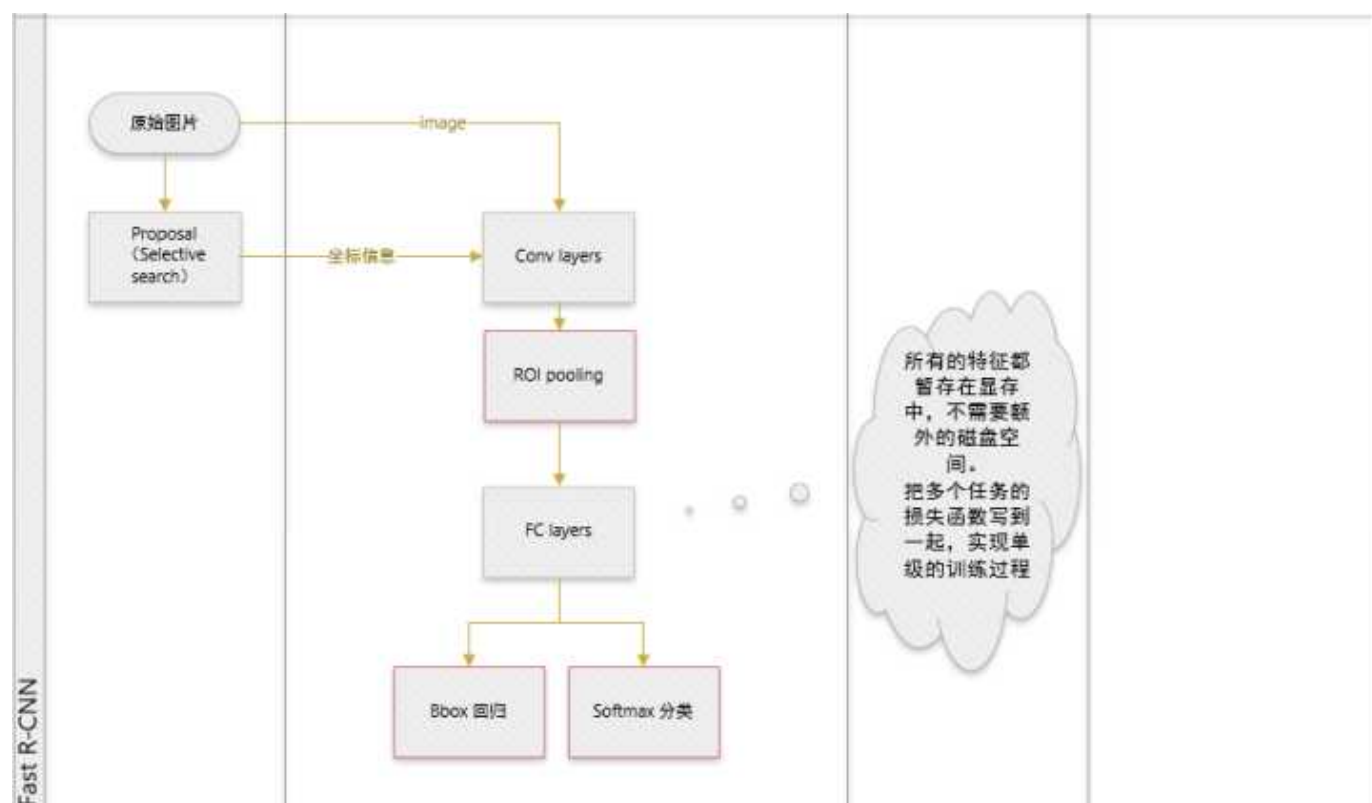 原始图片
image
Proposal
（Selective
search）
坐标信息
Conv layers
ROI pooling
所有的特征都
暂存在显存
中，不需要额
外的磁盘空
间。
把多个任务的
损失函数写到
一起，实现单
级的训练过程
FC layers
Bbox 回归
Softmax 分类
Fast R-CNN